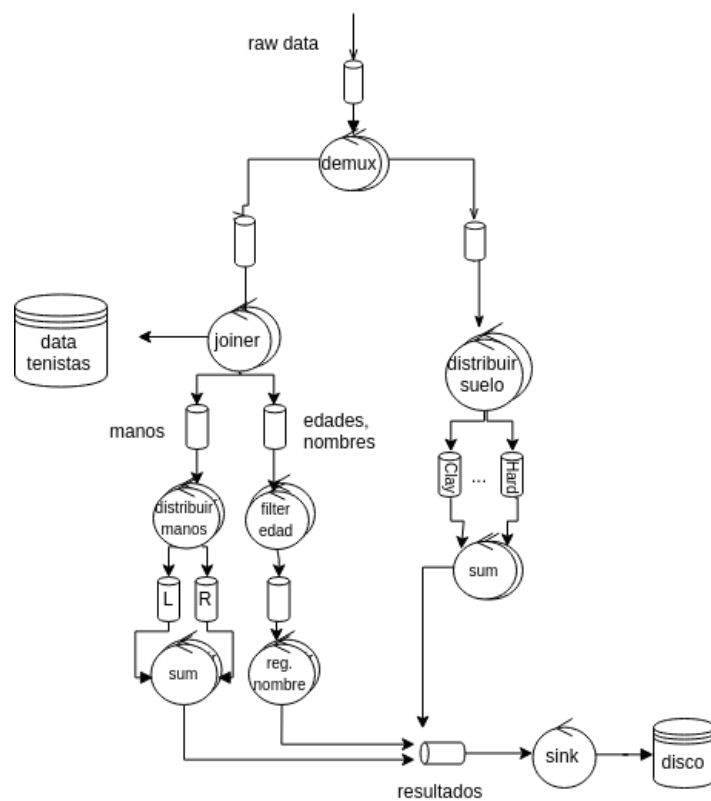 raw data
demux
data
tenistas
joiner
distribuir
suelo
manos
edades,
nombres
Clay
...
Hard
distribuir
manos
filter
edad
sum
L
R
sum
reg.
nombre
sink
disco
resultados